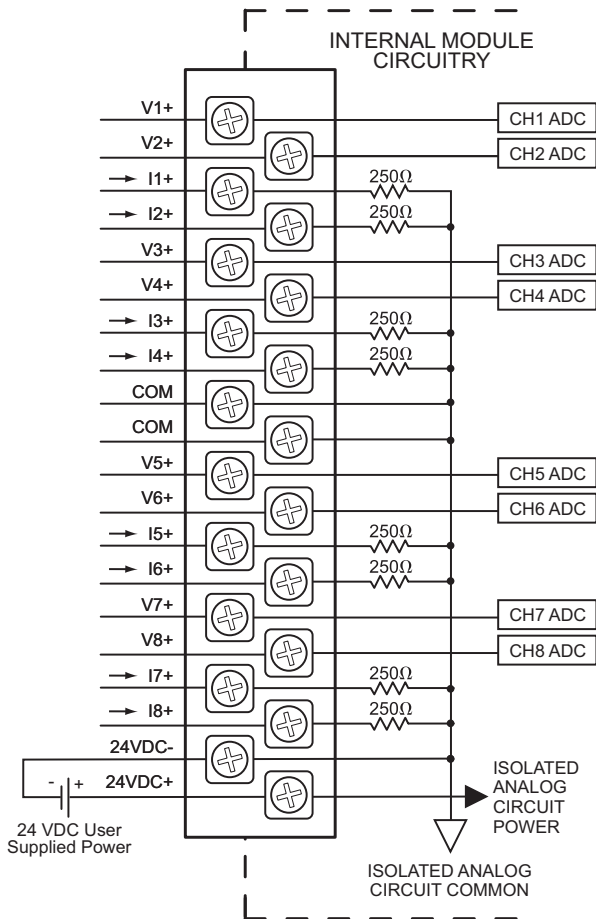 INTERNAL MODULE
CIRCUITRY
V1+
CH1 ADC
V2+
CH2 ADC
I1+
250Ω
I2+
250Ω
V3+
CH3 ADC
V4+
CH4 ADC
I3+
250Ω
I4+
250Ω
COM
COM
V5+
CH5 ADC
V6+
CH6 ADC
I5+
250Ω
I6+
250Ω
V7+
CH7 ADC
V8+
CH8 ADC
I7+
250Ω
I8+
250Ω
24VDC-
- + 24VDC+
24 VDC User
Supplied Power
ISOLATED
ANALOG
CIRCUIT
POWER
ISOLATED ANALOG
CIRCUIT COMMON